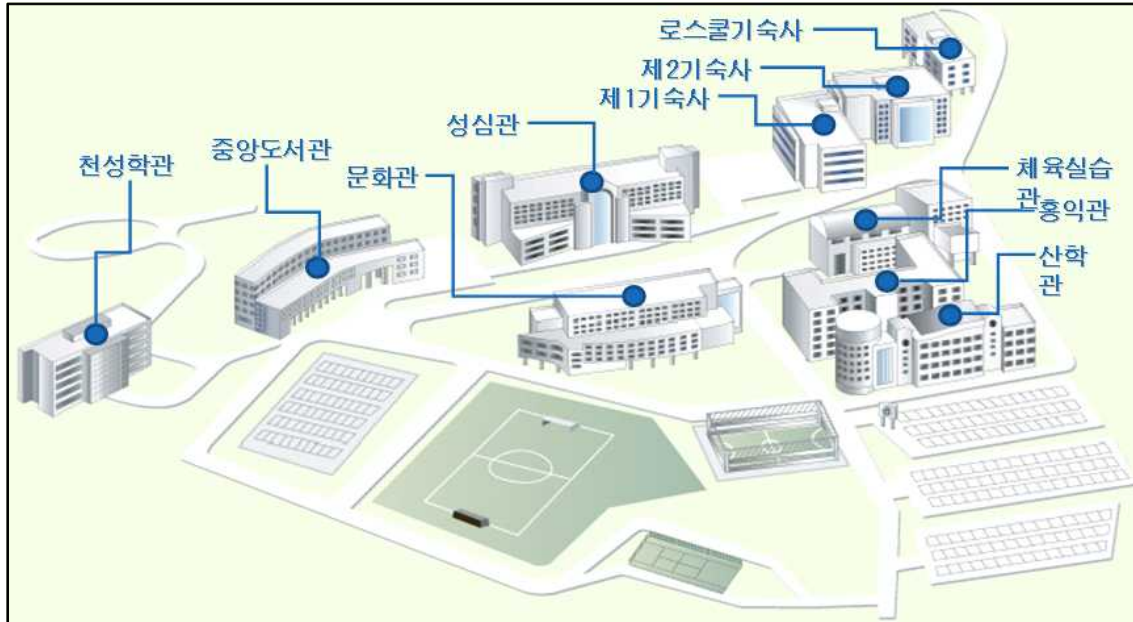 로스쿨기숙사
제2기숙사
제1기숙사
성심관
중앙도서관
천성학관
문화관
체육실습
관
홍익관
산학
관